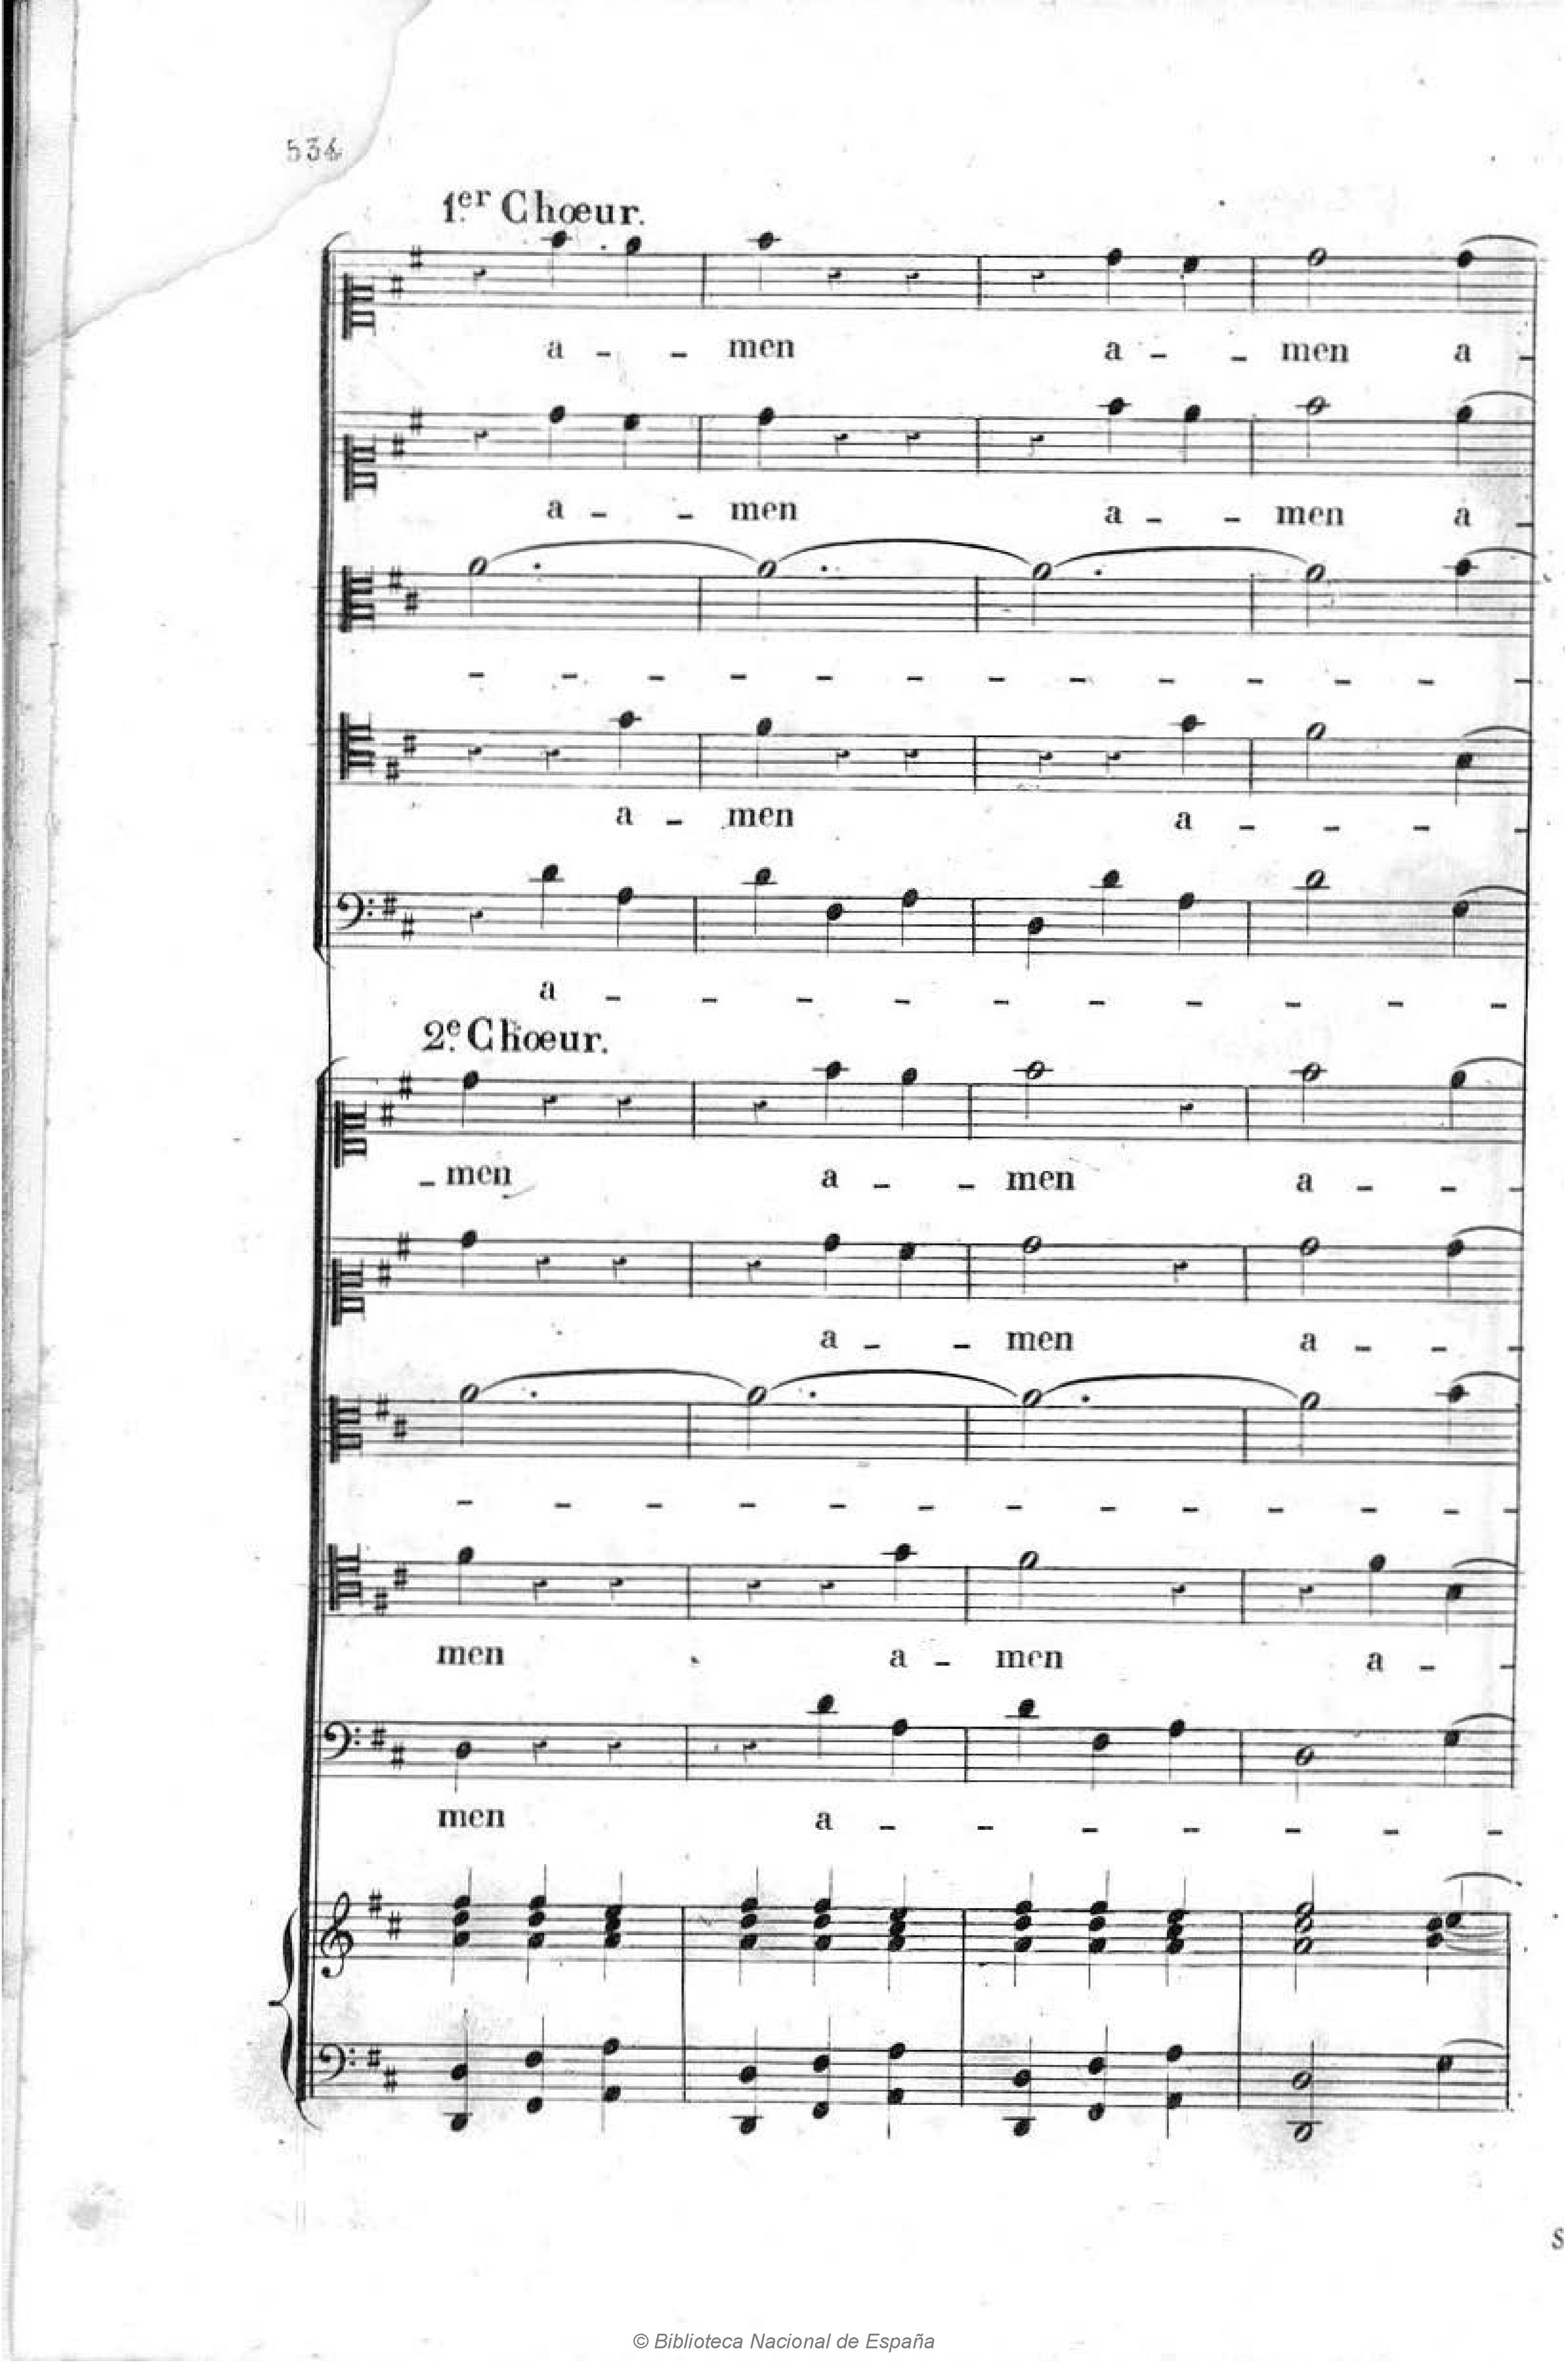 534
1.er Chœur.
a - - men a - - men a -
a - - men a - - men a -
- - - - - - - - - - - - -
a - men a - - - -
a - - - - - - - - - -
2.e Chœur.
- men a - - men a - - -
a - - men a - - -
- - - - - - - - - - - - -
men a - men a - -
men a - - - - - - - -
S
© Biblioteca Nacional de España